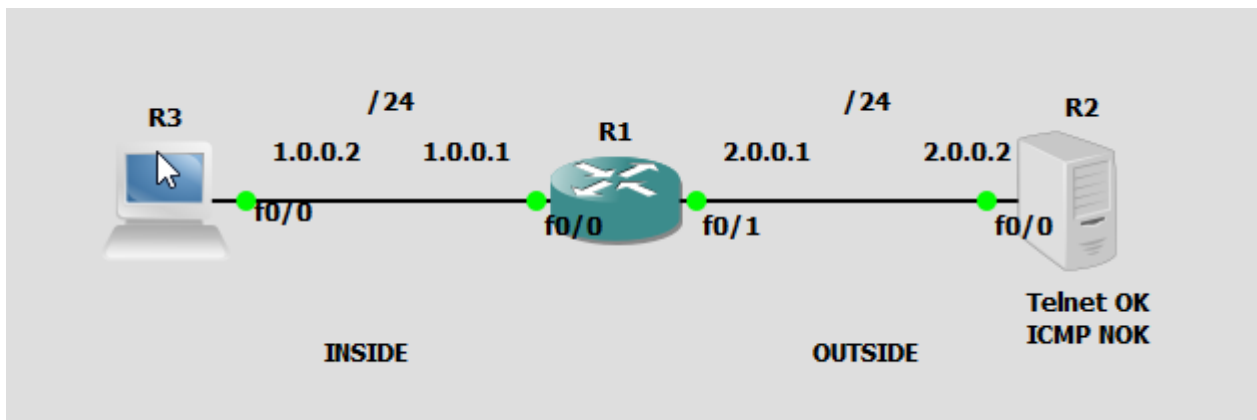 /24
/24
R3
R1
R2
1.0.0.2
1.0.0.1
2.0.0.1
2.0.0.2
f0/0
f0/0
f0/1
f0/0
Telnet OK
ICMP NOK
INSIDE
OUTSIDE